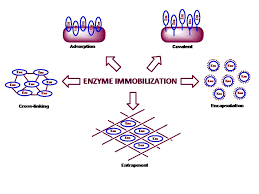 Adsorption
Covalent
ENZYME IMMOBILIZATION
Cross-linking
Encapsulation
Entrapment